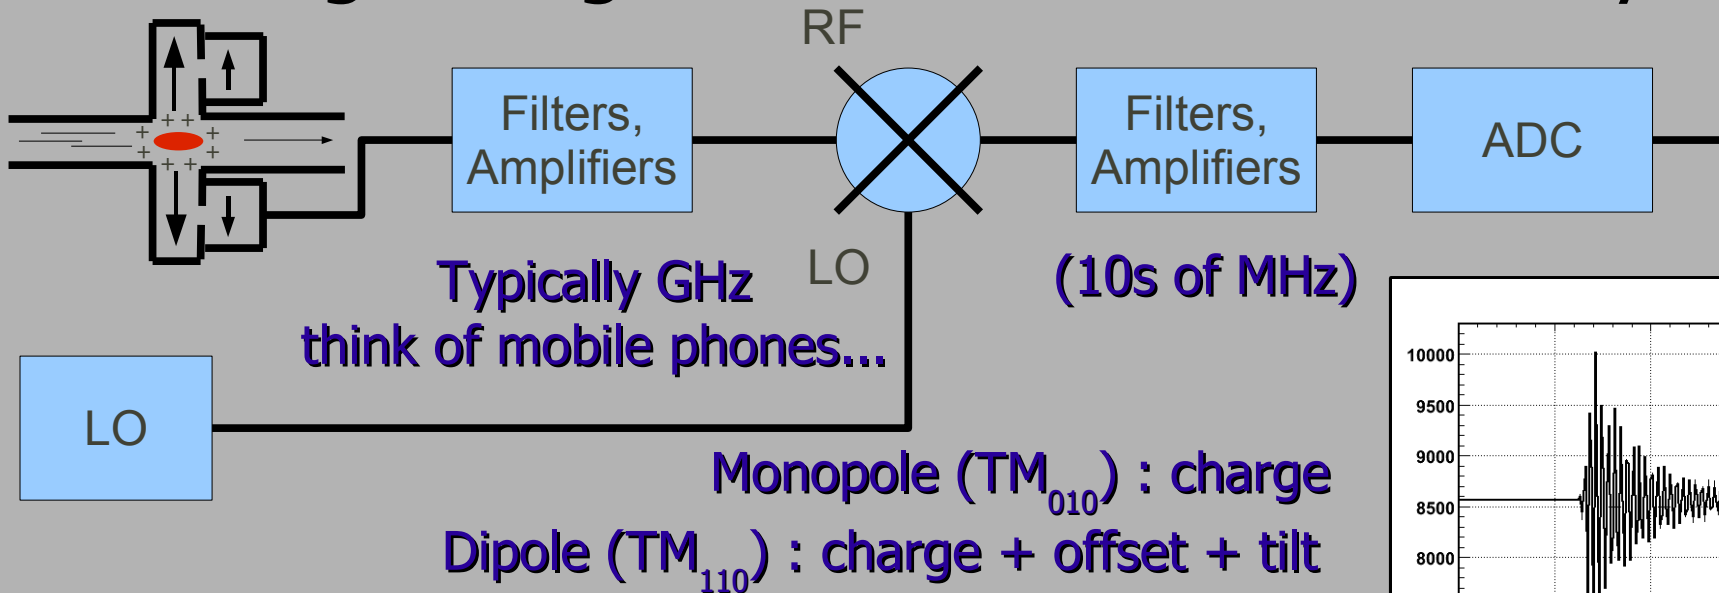 RF
Filters,
Amplifiers
Filters,
Amplifiers
ADC
LO
Typically GHz
think of mobile phones...
(10s of MHz)
LO
Monopole (TM010) : charge
Dipole (TM110) : charge + offset + tilt
10000
9500
9000
8500
8000
+ +
+ +
+ +
+ +
+ +
+ +